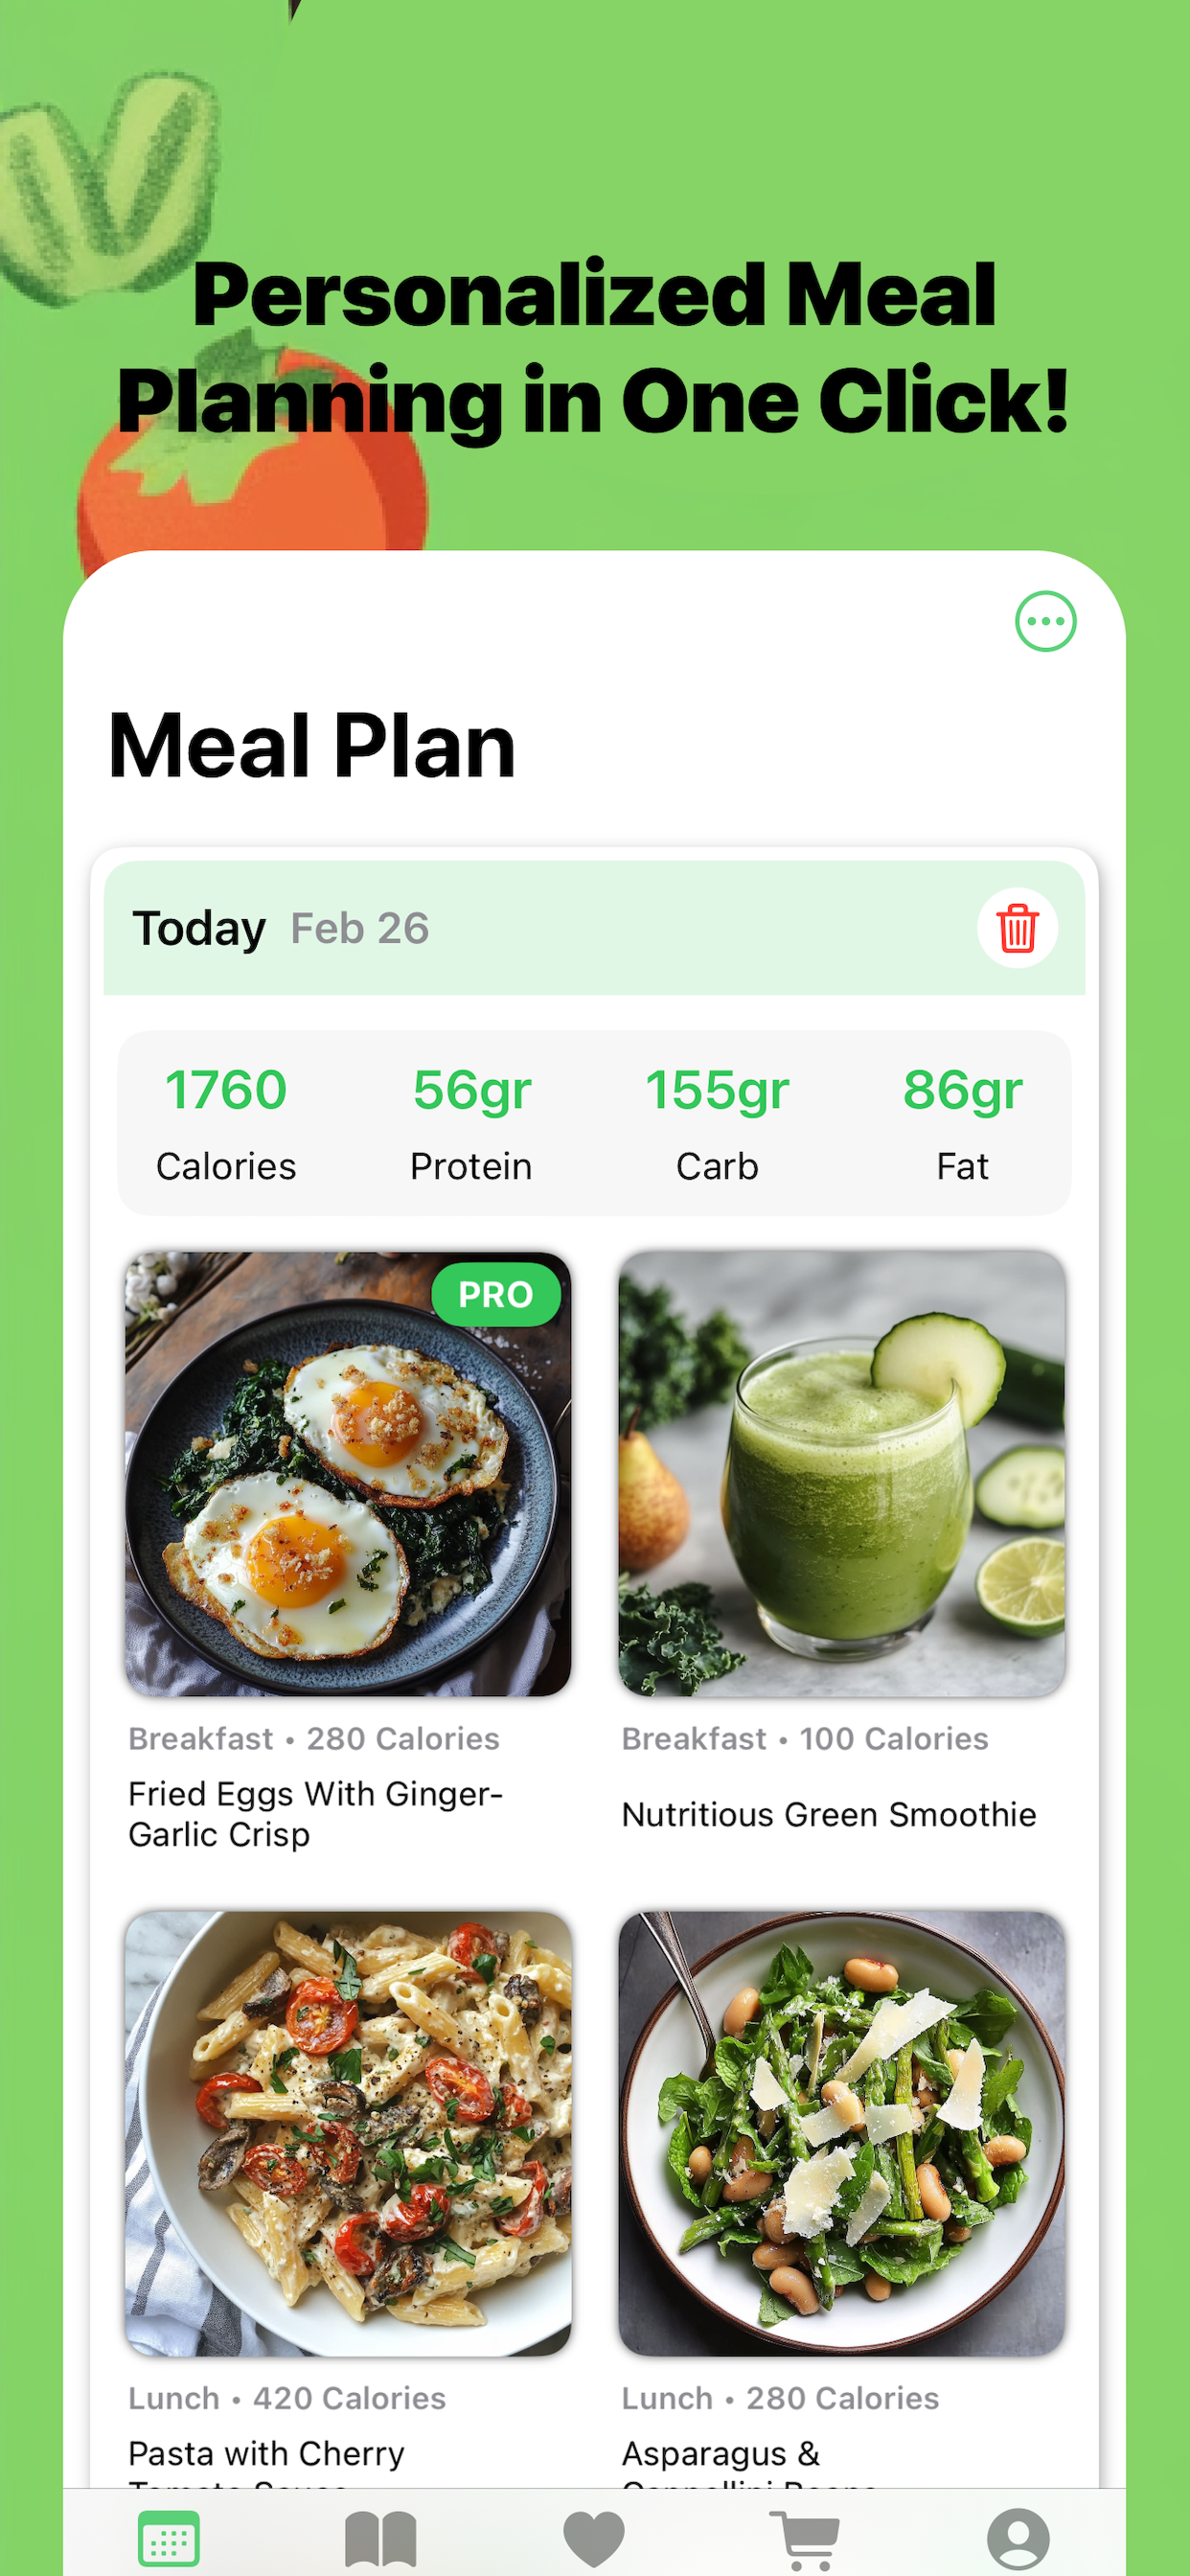 Personalized Meal
Planning in One Click!
Meal Plan
Today Feb 26
1760 56gr 155gr 86gr
Calories Protein Carb Fat
PRO
Breakfast • 280 Calories
Fried Eggs With Ginger-
Garlic Crisp
Breakfast • 100 Calories
Nutritious Green Smoothie
Lunch • 420 Calories
Pasta with Cherry
Tomato Sauce
Lunch • 280 Calories
Asparagus &